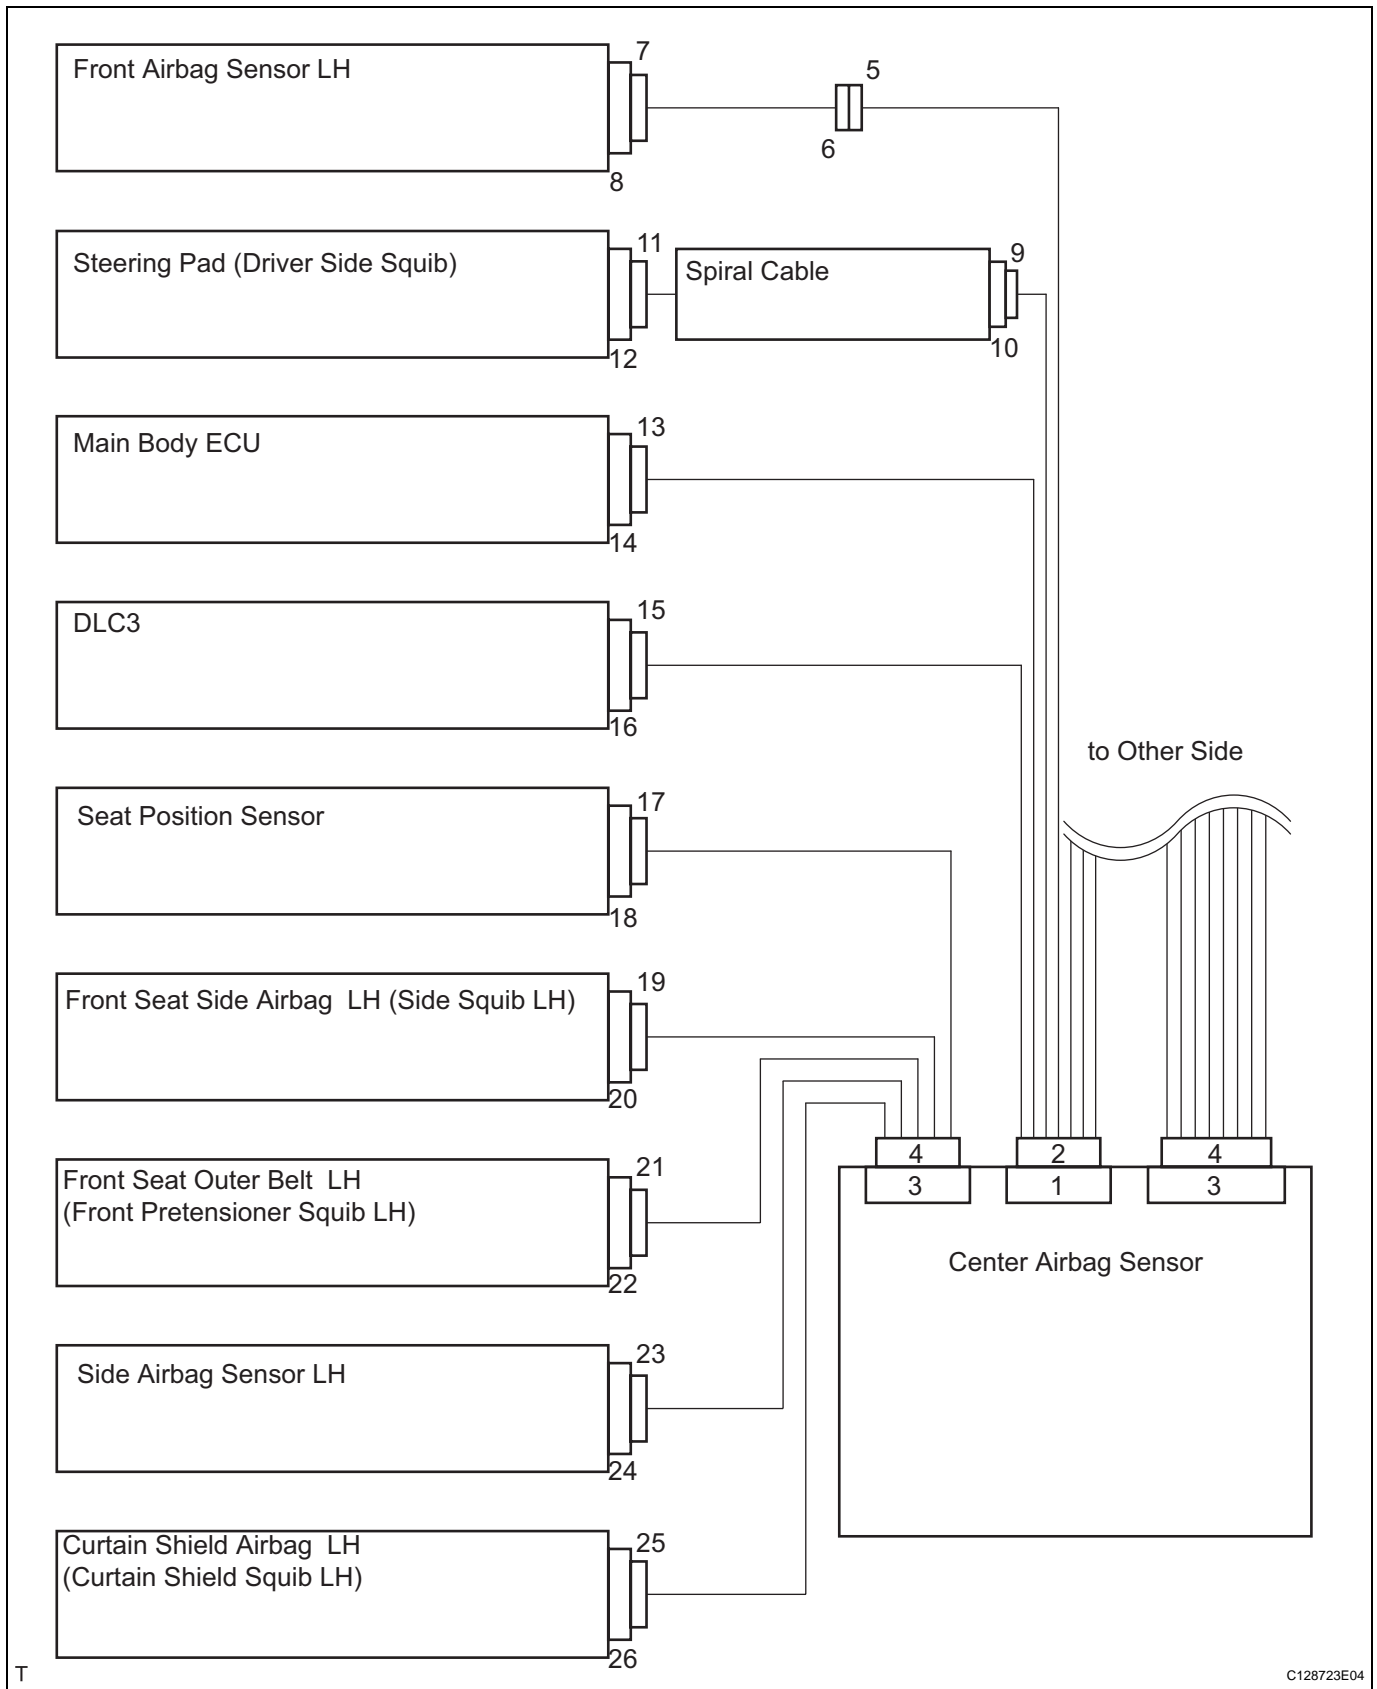 Front Airbag Sensor LH
7
8
5
6
Steering Pad (Driver Side Squib)
11
12
Spiral Cable
9
10
Main Body ECU
13
14
DLC3
15
16
to Other Side
Seat Position Sensor
17
18
Front Seat Side Airbag LH (Side Squib LH)
19
20
Front Seat Outer Belt LH
(Front Pretensioner Squib LH)
21
22
4
2
4
3
1
3
Center Airbag Sensor
Side Airbag Sensor LH
23
24
Curtain Shield Airbag LH
(Curtain Shield Squib LH)
25
26
T
C128723E04